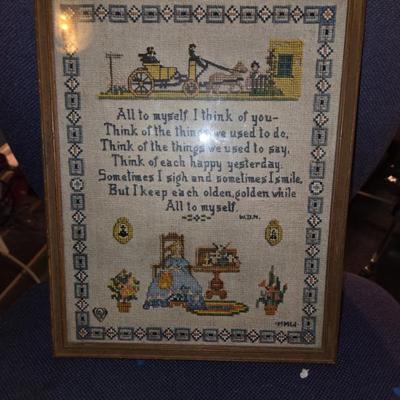 All to myself I think of you-
Think of the things we used to do,
Think of the things we used to say,
Think of each happy yesterday.
Sometimes I sigh and sometimes I smile,
But I keep each olden, golden while
All to myself.
W.D.N.